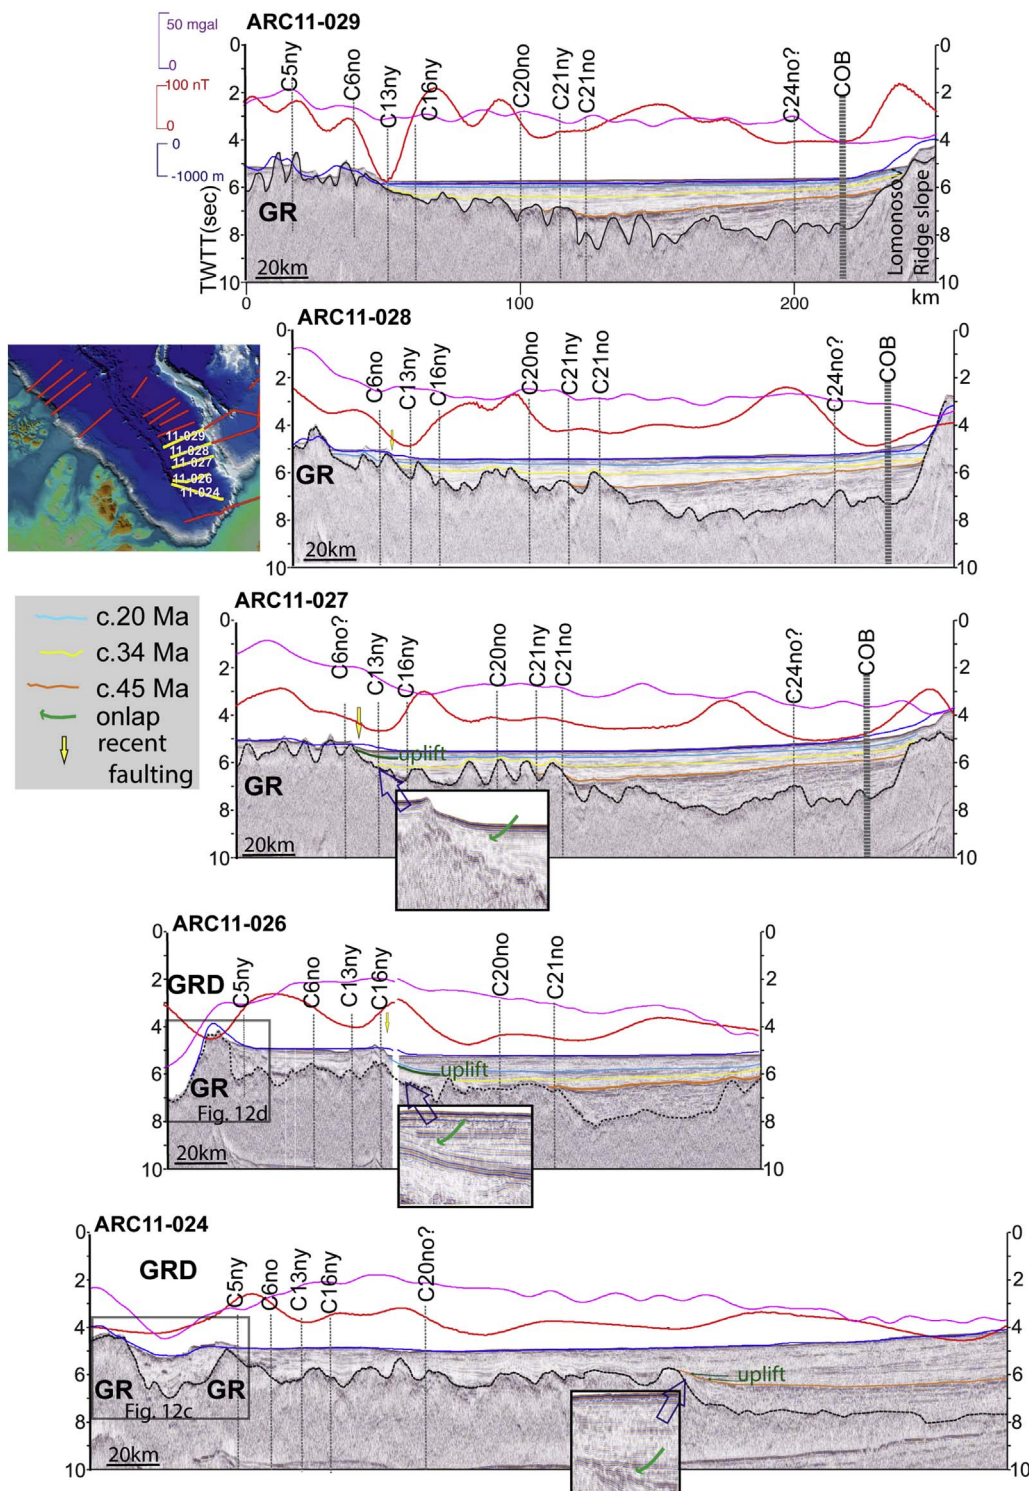 50 mgal
0
100 nT
0
0
-1000 m
ARC11-029
C5ny
C6no
C13ny
C16ny
C20no
C21ny
C21no
C24no?
COB
0
2
4
6
8
10
TWTT(sec)
0
2
4
6
8
10
GR
20km
Lomonosov
Ridge slope
0
100
200
km
ARC11-028
C6no
C13ny
C16ny
C20no
C21ny
C21no
C24no?
COB
0
2
4
6
8
10
0
2
4
6
8
10
GR
20km
11-029
11-028
11-027
11-026
11-024
c.20 Ma
c.34 Ma
c.45 Ma
onlap
recent
faulting
ARC11-027
C6no?
C13ny
C16ny
C20no
C21ny
C21no
C24no?
COB
0
2
4
6
8
10
0
2
4
6
8
10
uplift
GR
20km
ARC11-026
GRD
C5ny
C6no
C13ny
C16ny
C20no
C21no
0
2
4
6
8
10
0
2
4
6
8
10
uplift
GR
Fig. 12d
20km
ARC11-024
GRD
C5ny
C6no
C13ny
C16ny
C20no?
0
2
4
6
8
10
0
2
4
6
8
10
uplift
GR
GR
Fig. 12c
20km